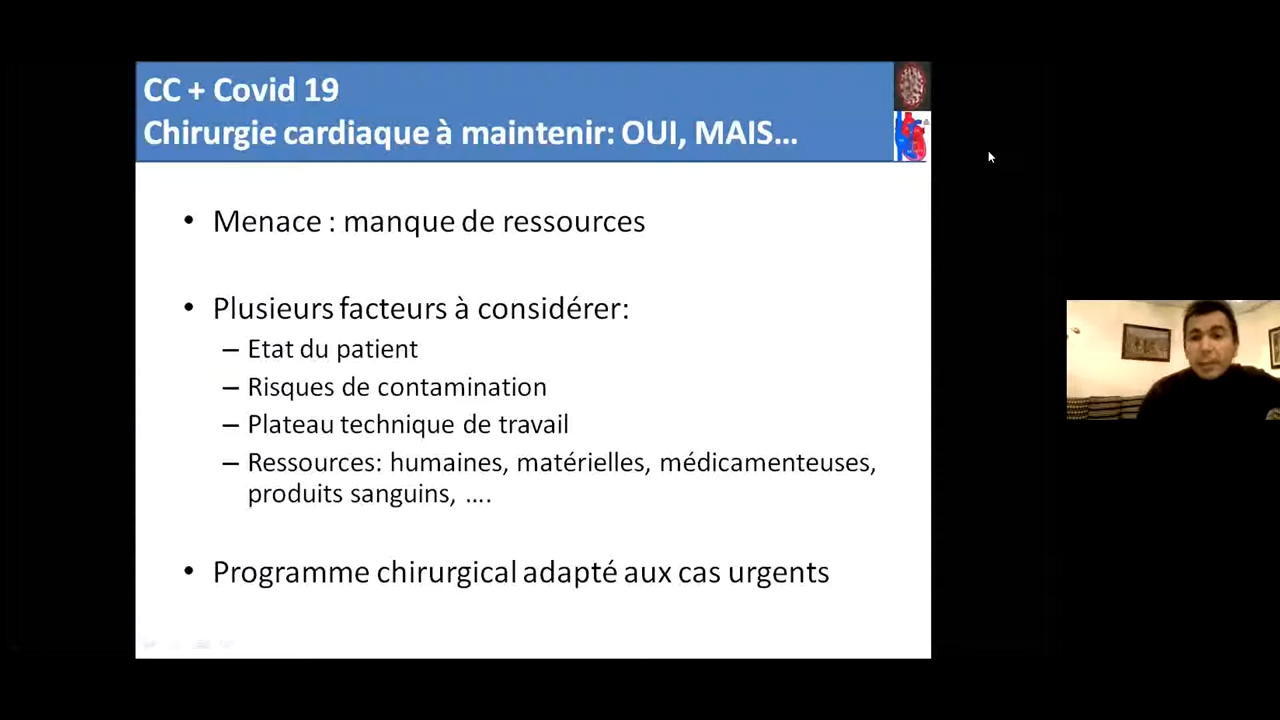 CC + Covid 19
Chirurgie cardiaque à maintenir: OUI, MAIS...
• Menace : manque de ressources
• Plusieurs facteurs à considérer:
– Etat du patient
– Risques de contamination
– Plateau technique de travail
– Ressources: humaines, matérielles, médicamenteuses,
produits sanguins, ....
• Programme chirurgical adapté aux cas urgents